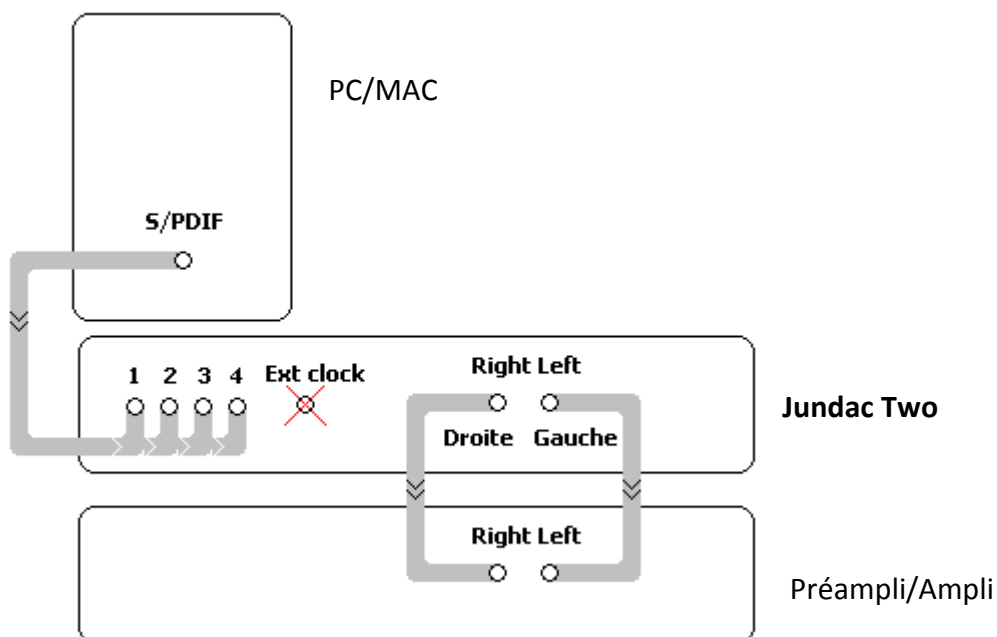 PC/MAC
S/PDIF
1 2 3 4 Ext clock
Right Left
Droite Gauche
Jundac Two
Right Left
Préampli/Ampli